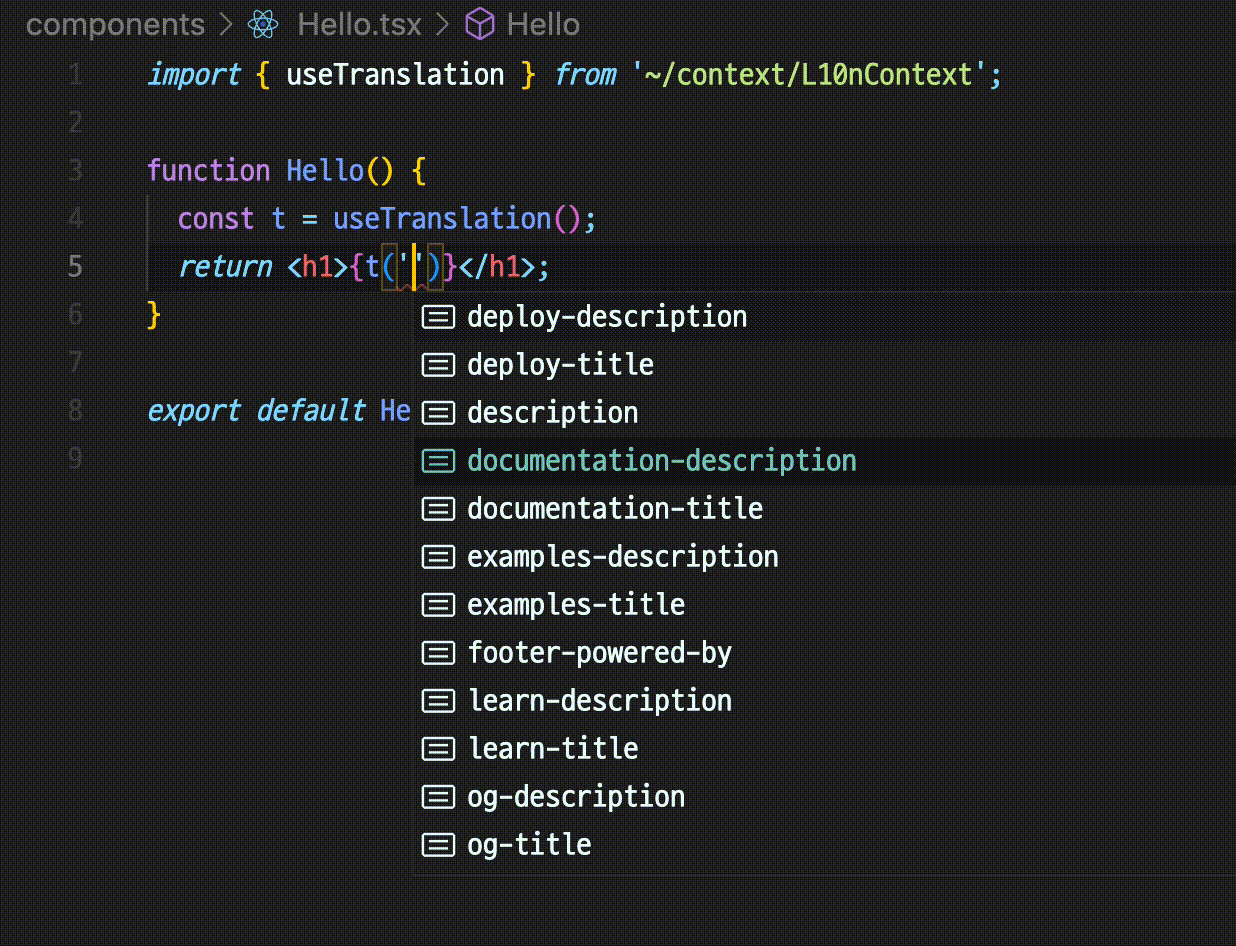 components > Hello.tsx > Hello
1 import { useTranslation } from '~/context/L10nContext';
2
3 function Hello() {
4 const t = useTranslation();
5 return <h1>{t('')}</h1>;
6 }
7
8 export default He
9
deploy-description
deploy-title
description
documentation-description
documentation-title
examples-description
examples-title
footer-powered-by
learn-description
learn-title
og-description
og-title